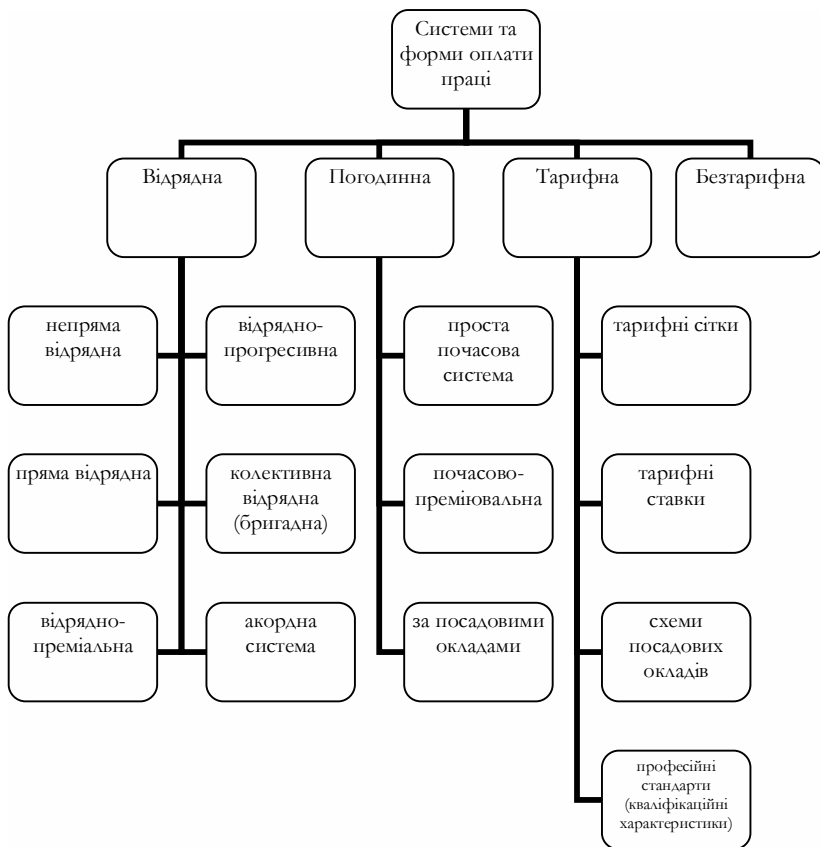 Системи та
форми оплати
праці
Відрядна
Погодинна
Тарифна
Безтарифна
непряма
відрядна
відрядно-
прогресивна
проста
почасова
система
тарифні сітки
пряма відрядна
колективна
відрядна
(бригадна)
почасово-
преміювальна
тарифні
ставки
відрядно-
преміальна
акордна
система
за посадовими
окладами
схеми
посадових
окладів
професійні
стандарти
(кваліфікаційні
характеристики)